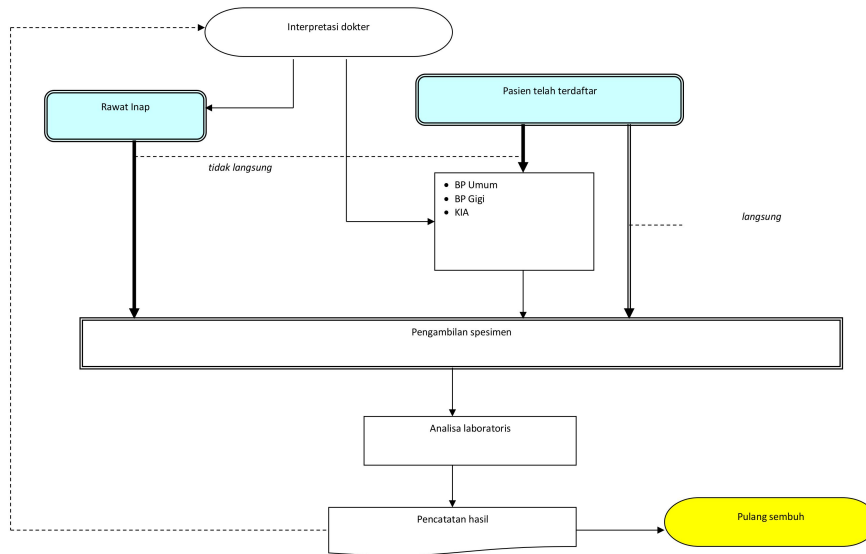 Interpretasi dokter
Rawat Inap
Pasien telah terdaftar
tidak langsung
• BP Umum
• BP Gigi
• KIA
langsung
Pengambilan spesimen
Analisa laboratoris
Pencatatan hasil
Pulang sembuh